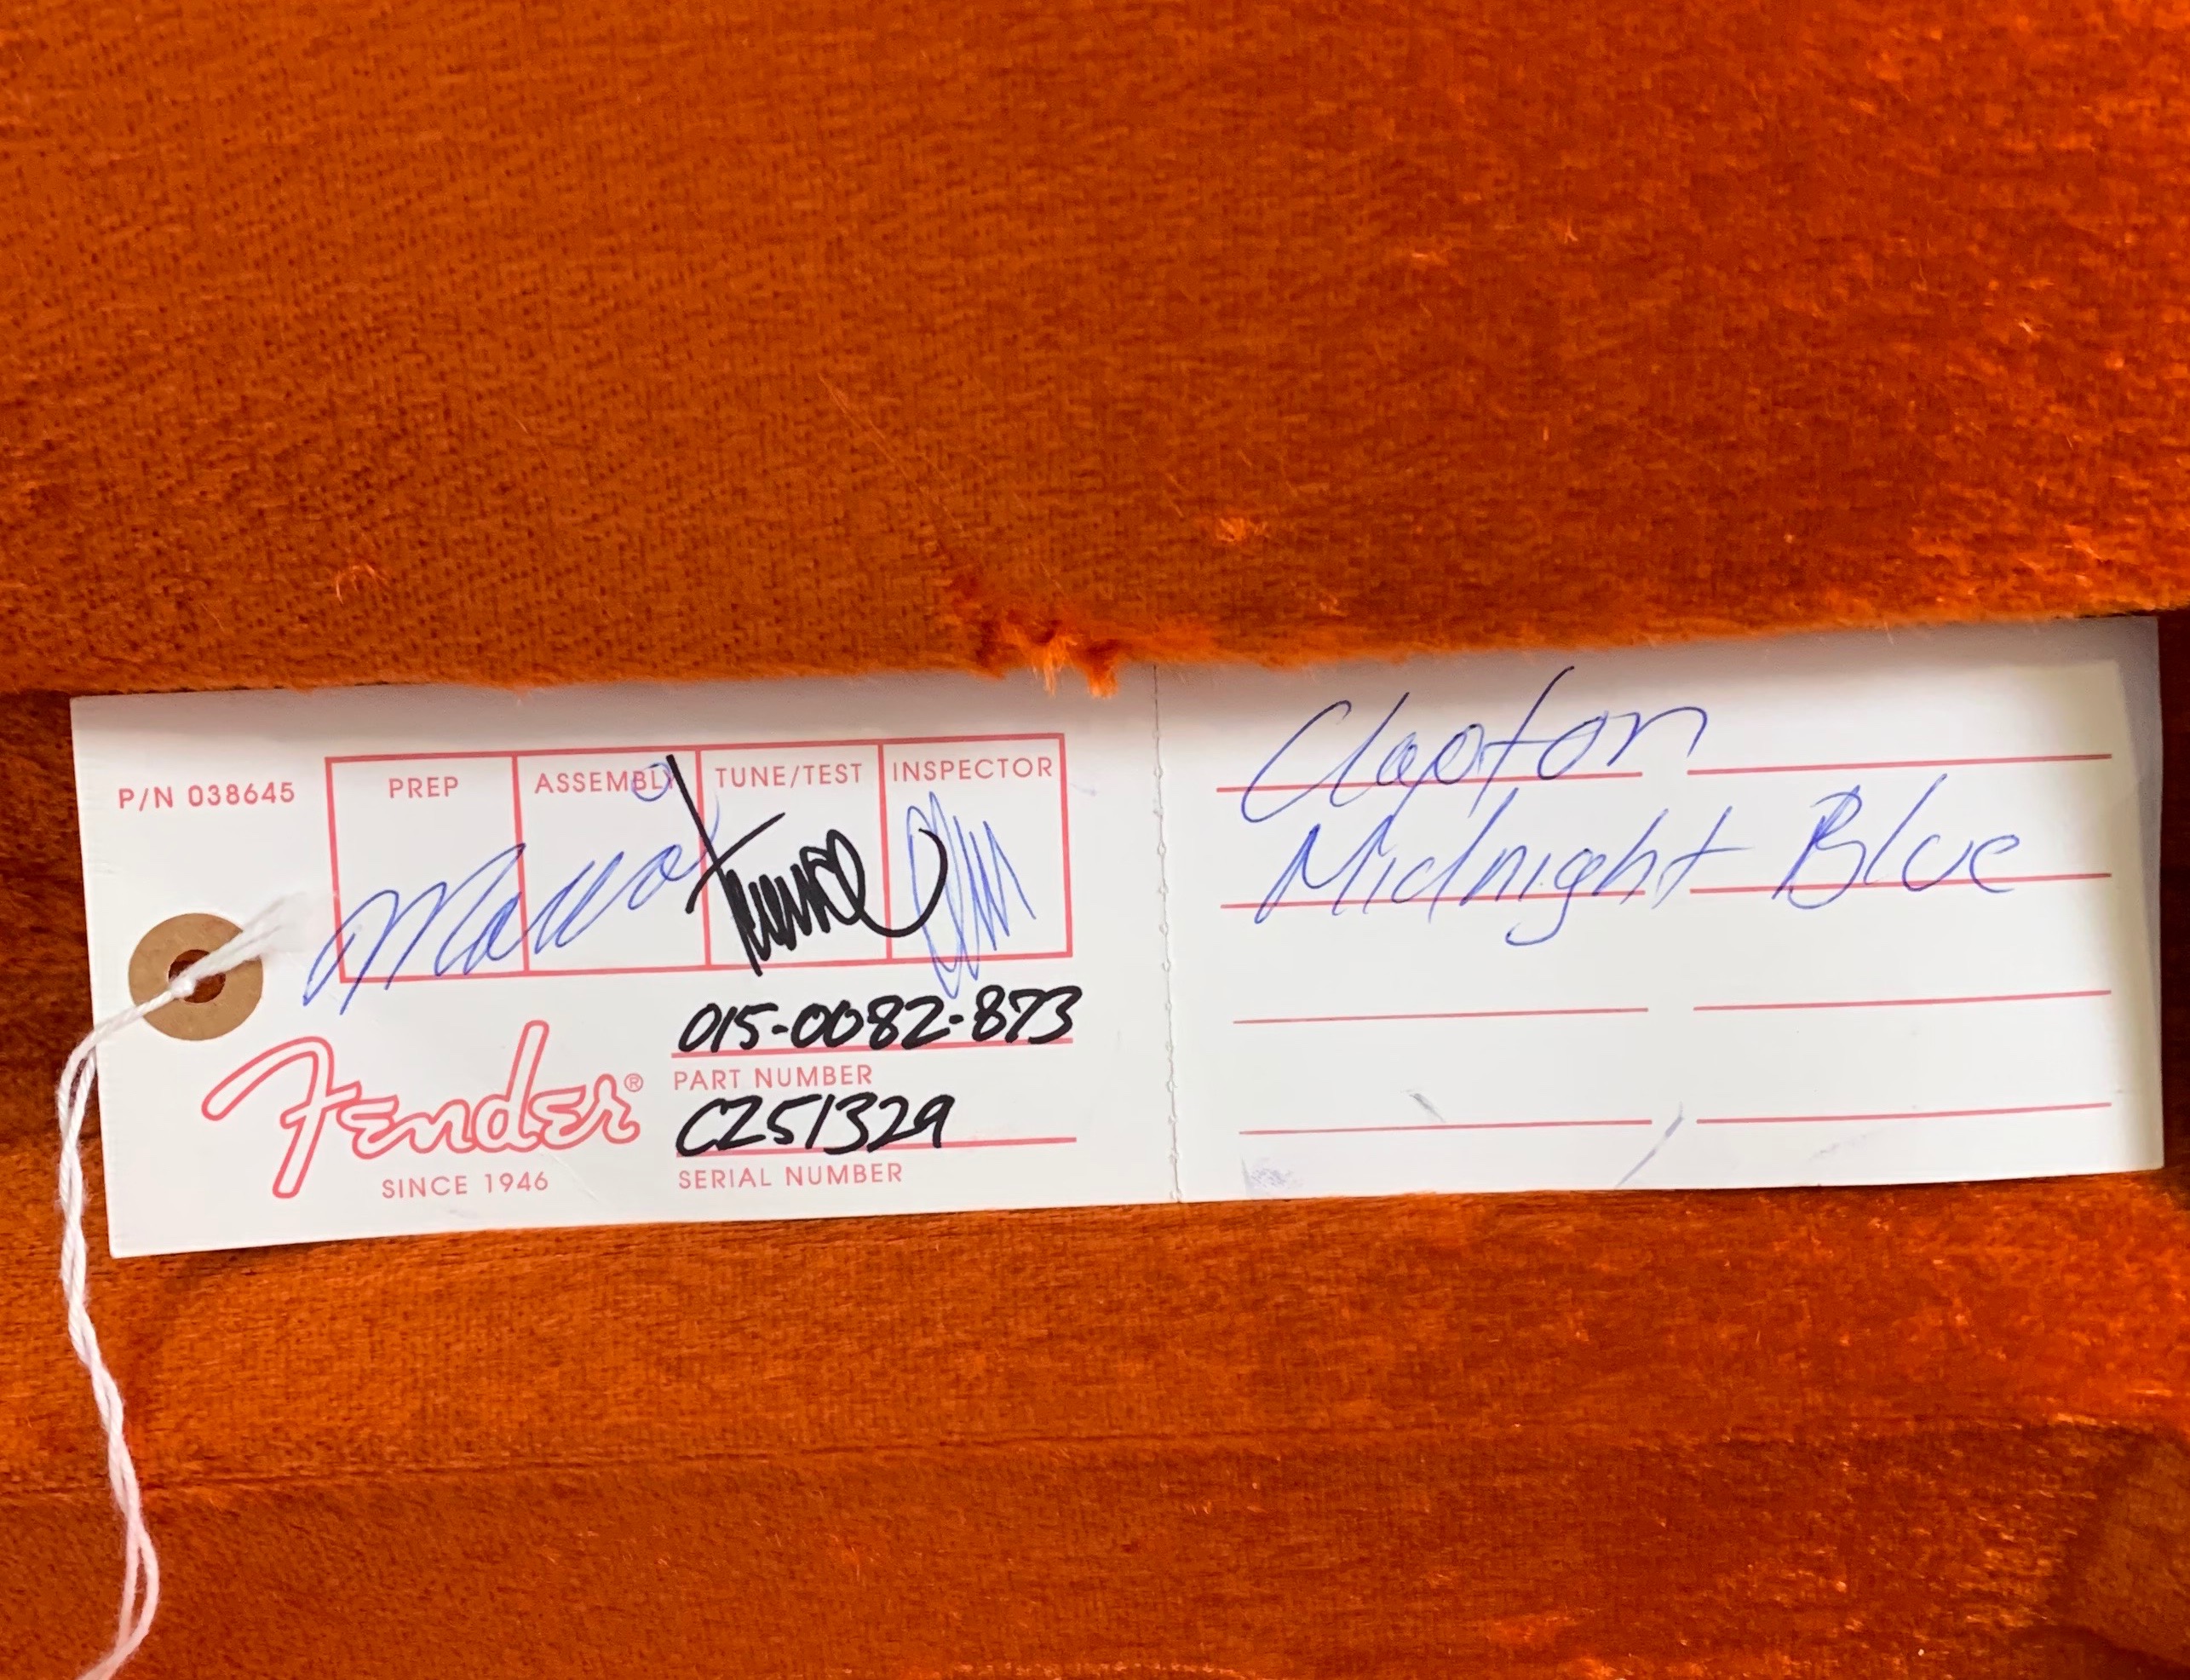 P/N 038645
PREP ASSEMBLY TUNE/TEST INSPECTOR
015-0082-873
PART NUMBER
CZ51329
SERIAL NUMBER
Fender®
SINCE 1946
Clapton
Midnight Blue